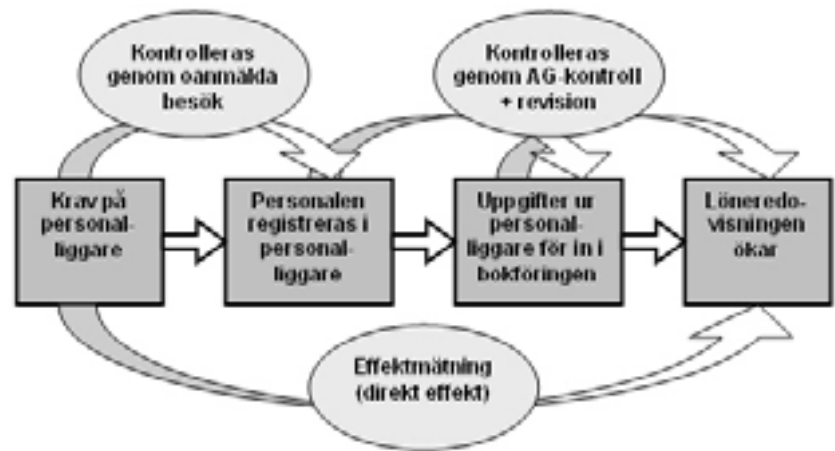 Kontrolleras
genom oanmälda
besök
Kontrolleras
genom AG-kontroll
+ revision
Krav på
personal-
liggare
Personalen
registreras i
personal-
liggare
Uppgifter ur
personal-
liggare för in i
bokföringen
Löneredo-
visningen
ökar
Effektmätning
(direkt effekt)